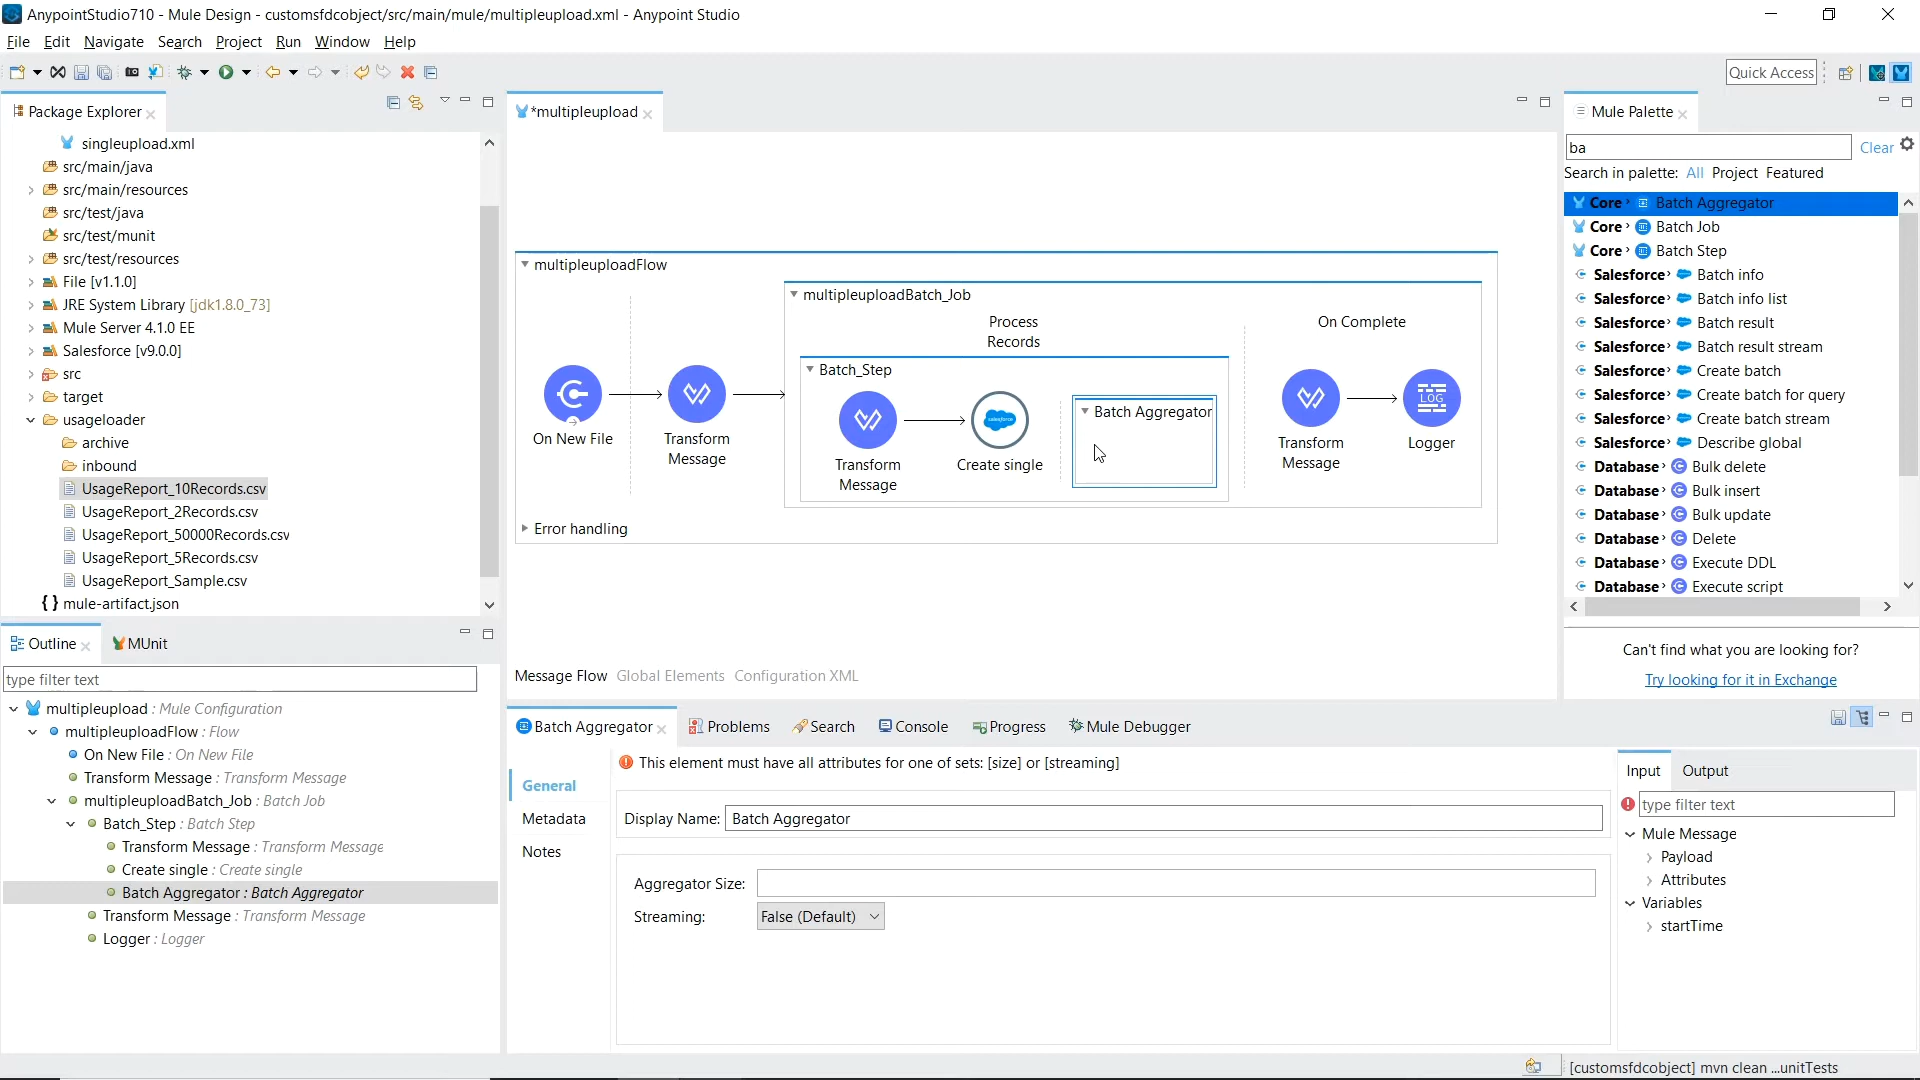 AnypointStudio710 - Mule Design - customsfdcobject/src/main/mule/multipleupload.xml - Anypoint Studio
File Edit Navigate Search Project Run Window Help
Quick Access
Package Explorer
singleupload.xml
src/main/java
src/main/resources
src/test/java
src/test/munit
src/test/resources
File [v1.1.0]
JRE System Library [jdk1.8.0_73]
Mule Server 4.1.0 EE
Salesforce [v9.0.0]
src
target
usageloader
archive
inbound
UsageReport_10Records.csv
UsageReport_2Records.csv
UsageReport_50000Records.csv
UsageReport_5Records.csv
UsageReport_Sample.csv
mule-artifact.json
*multipleupload
multipleuploadFlow
multipleuploadBatch_Job
Process
Records
On Complete
Batch_Step
Batch Aggregator
On New File
Transform
Message
Transform
Message
Create single
Transform
Message
LOG
Logger
Error handling
Message Flow Global Elements Configuration XML
Mule Palette
ba
Clear
Search in palette: All Project Featured
Core Batch Aggregator
Core Batch Job
Core Batch Step
Salesforce Batch info
Salesforce Batch info list
Salesforce Batch result
Salesforce Batch result stream
Salesforce Create batch
Salesforce Create batch for query
Salesforce Create batch stream
Salesforce Describe global
Database Bulk delete
Database Bulk insert
Database Bulk update
Database Delete
Database Execute DDL
Database Execute script
Can't find what you are looking for?
Try looking for it in Exchange
Outline MUnit
type filter text
multipleupload : Mule Configuration
multipleuploadFlow : Flow
On New File : On New File
Transform Message : Transform Message
multipleuploadBatch_Job : Batch Job
Batch_Step : Batch Step
Transform Message : Transform Message
Create single : Create single
Batch Aggregator : Batch Aggregator
Transform Message : Transform Message
Logger : Logger
Batch Aggregator Problems Search Console Progress Mule Debugger
This element must have all attributes for one of sets: [size] or [streaming]
General
Metadata
Notes
Display Name: Batch Aggregator
Aggregator Size:
Streaming: False (Default)
Input Output
type filter text
Mule Message
Payload
Attributes
Variables
startTime
[customsfdcobject] mvn clean ...unitTests